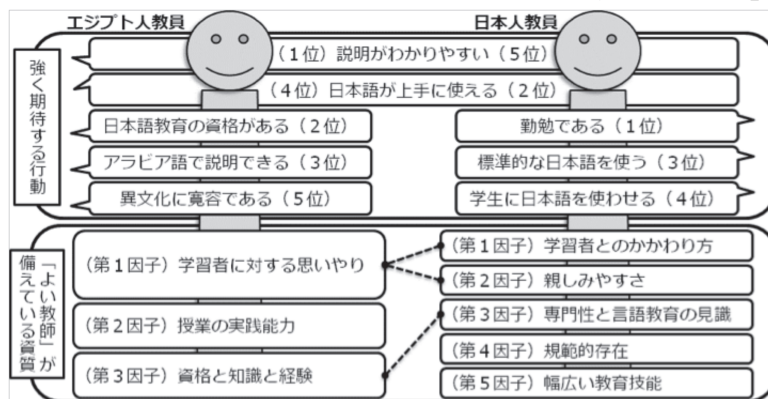 エジプト人教員
日本人教員
強く期待する行動
（１位）説明がわかりやすい（５位）
（４位）日本語が上手に使える（２位）
日本語教育の資格がある（２位）
勤勉である（１位）
アラビア語で説明できる（３位）
標準的な日本語を使う（３位）
異文化に寛容である（５位）
学生に日本語を使わせる（４位）
「よい教師」が
備えている資質
（第１因子）学習者に対する思いやり
（第２因子）授業の実践能力
（第３因子）資格と知識と経験
（第１因子）学習者とのかかわり方
（第２因子）親しみやすさ
（第３因子）専門性と言語教育の見識
（第４因子）規範的存在
（第５因子）幅広い教育技能